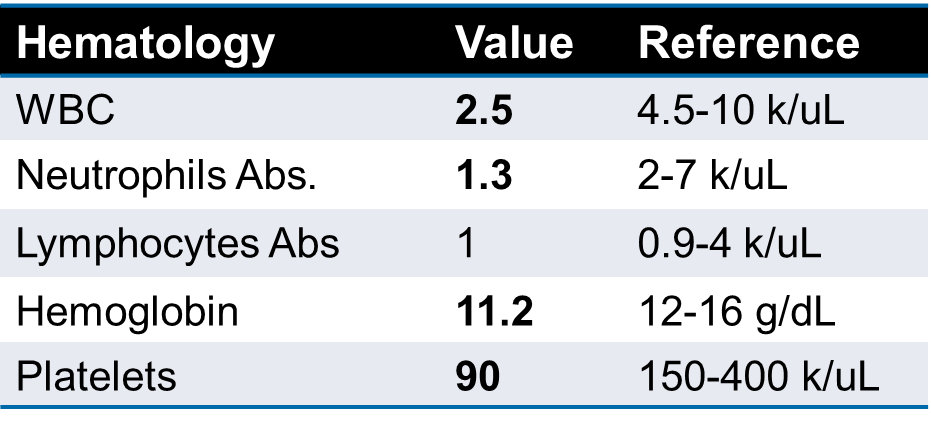 Hematology Value Reference
WBC 2.5 4.5-10 k/uL
Neutrophils Abs. 1.3 2-7 k/uL
Lymphocytes Abs 1 0.9-4 k/uL
Hemoglobin 11.2 12-16 g/dL
Platelets 90 150-400 k/uL